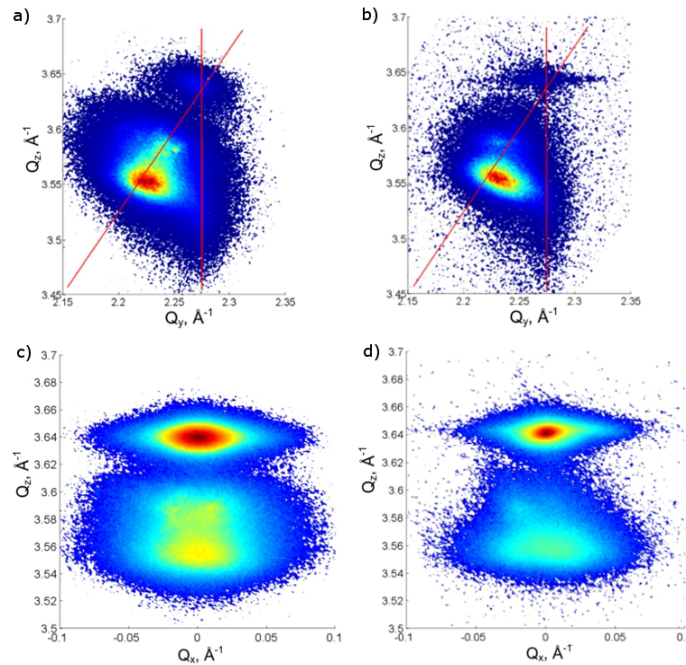 a)
3.7
3.65
3.6
3.55
3.5
3.45
Qz, Å-1
2.15 2.2 2.25 2.3 2.35
Qy, Å-1
b)
3.7
3.65
3.6
3.55
3.5
3.45
Qz, Å-1
2.15 2.2 2.25 2.3 2.35
Qy, Å-1
c)
3.7
3.68
3.66
3.64
3.62
3.6
3.58
3.56
3.54
3.52
3.5
Qz, Å-1
-0.1 -0.05 0 0.05 0.1
Qx, Å-1
d)
3.7
3.68
3.66
3.64
3.62
3.6
3.58
3.56
3.54
3.52
3.5
Qz, Å-1
-0.1 -0.05 0 0.05 0.1
Qx, Å-1